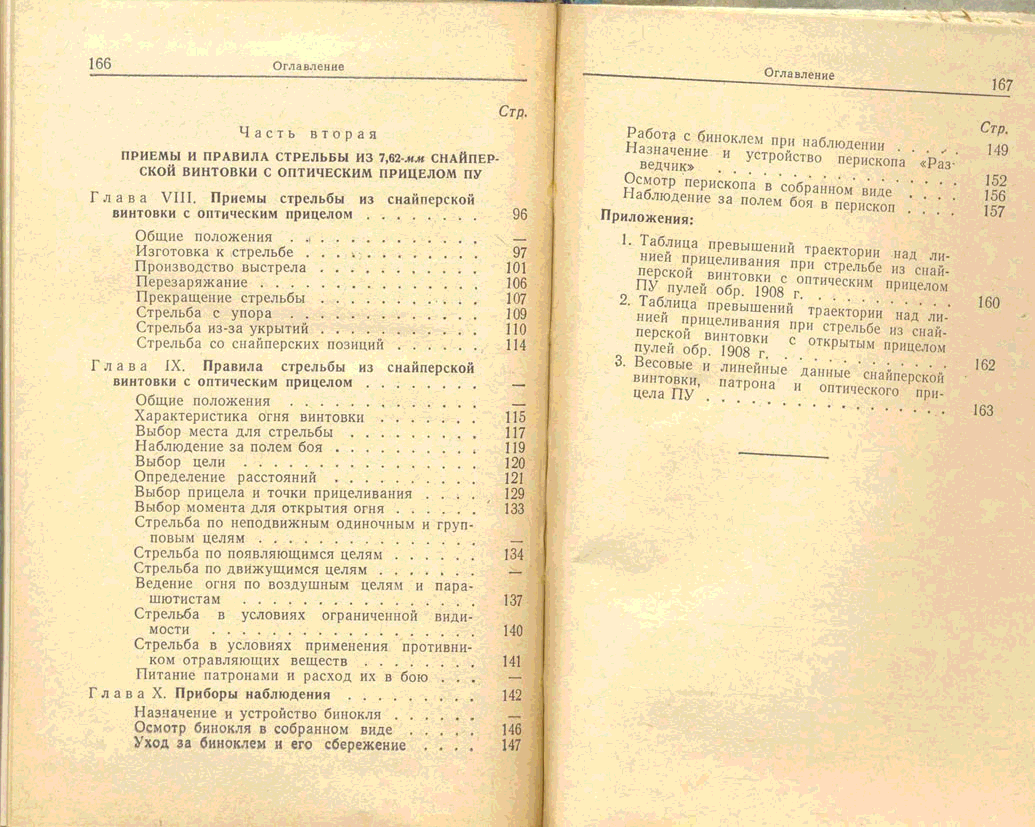 166
Оглавление
Стр.
Часть вторая
ПРИЕМЫ И ПРАВИЛА СТРЕЛЬБЫ ИЗ 7,62-мм СНАЙПЕР-
СКОЙ ВИНТОВКИ С ОПТИЧЕСКИМ ПРИЦЕЛОМ ПУ
Глава VIII. Приемы стрельбы из снайперской
винтовки с оптическим прицелом . . . . . . . . 96
Общие положения . . . . . . . . . . . . —
Изготовка к стрельбе . . . . . . . . . . . 97
Производство выстрела . . . . . . . . . . 101
Перезаряжание . . . . . . . . . . . . . 106
Прекращение стрельбы . . . . . . . . . . 107
Стрельба с упора . . . . . . . . . . . . 109
Стрельба из-за укрытий . . . . . . . . . . 110
Стрельба со снайперских позиций . . . . . . 114
Глава IX. Правила стрельбы из снайперской
винтовки с оптическим прицелом . . . . . . . . —
Общие положения . . . . . . . . . . . . —
Характеристика огня винтовки . . . . . . . 115
Выбор места для стрельбы . . . . . . . . . 117
Наблюдение за полем боя . . . . . . . . . . 119
Выбор цели . . . . . . . . . . . . . . 120
Определение расстояний . . . . . . . . . . 121
Выбор прицела и точки прицеливания . . . . 129
Выбор момента для открытия огня . . . . . . 133
Стрельба по неподвижным одиночным и груп-
повым целям . . . . . . . . . . . . . . —
Стрельба по появляющимся целям . . . . . . 134
Стрельба по движущимся целям . . . . . . . —
Ведение огня по воздушным целям и пара-
шютистам . . . . . . . . . . . . . . . 137
Стрельба в условиях ограниченной види-
мости . . . . . . . . . . . . . . . . . 140
Стрельба в условиях применения противни-
ком отравляющих веществ . . . . . . . . 141
Питание патронами и расход их в бою . . . —
Глава X. Приборы наблюдения . . . . . . . . . 142
Назначение и устройство бинокля . . . . . . —
Осмотр бинокля в собранном виде . . . . . 146
Уход за биноклем и его сбережение . . . . 147
Оглавление
167
Стр.
Работа с биноклем при наблюдении . . . . . 149
Назначение и устройство перископа «Раз-
ведчик» . . . . . . . . . . . . . . . 152
Осмотр перископа в собранном виде . . . . 156
Наблюдение за полем боя в перископ . . . . 157
Приложения:
1. Таблица превышений траектории над ли-
нией прицеливания при стрельбе из снай-
перской винтовки с оптическим прицелом
ПУ пулей обр. 1908 г. . . . . . . . . . . 160
2. Таблица превышений траектории над ли-
нией прицеливания при стрельбе из снай-
перской винтовки с открытым прицелом
пулей обр. 1908 г. . . . . . . . . . . . 162
3. Весовые и линейные данные снайперской
винтовки, патрона и оптического при-
цела ПУ . . . . . . . . . . . . . . . 163